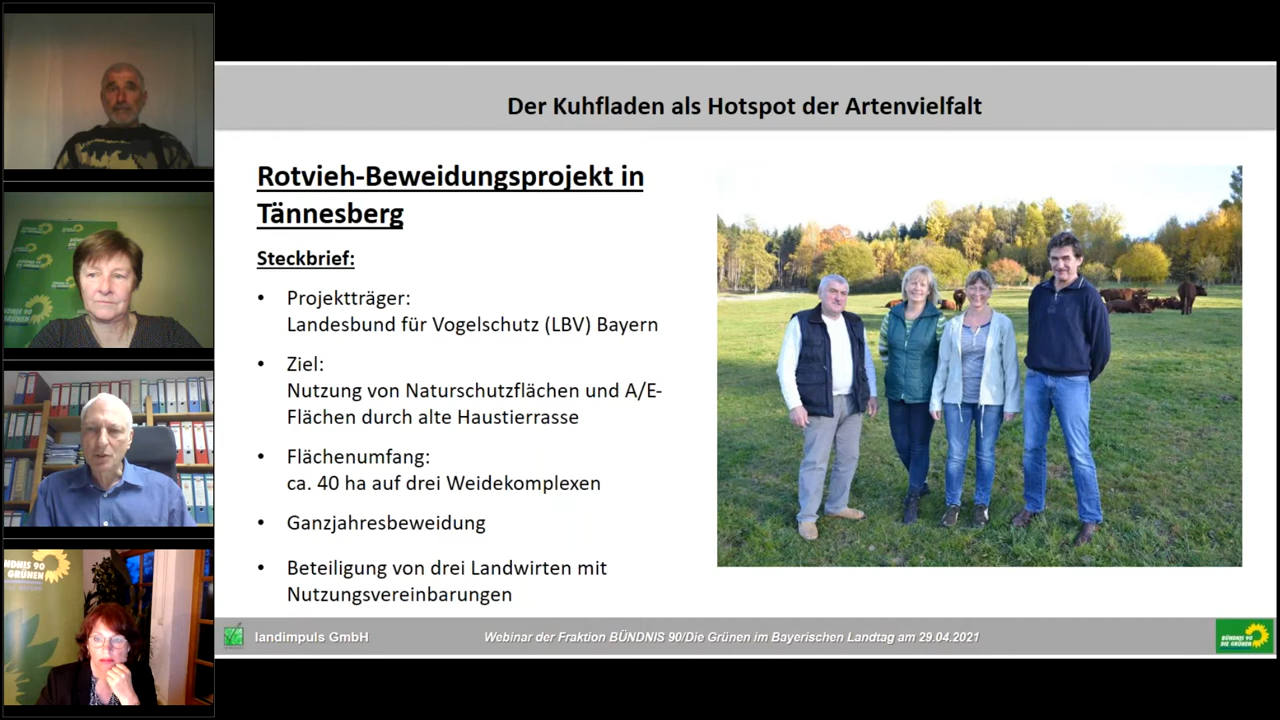 Der Kuhfladen als Hotspot der Artenvielfalt
Rotvieh-Beweidungsprojekt in
Tännesberg
Steckbrief:
• Projektträger:
Landesbund für Vogelschutz (LBV) Bayern
• Ziel:
Nutzung von Naturschutzflächen und A/E-
Flächen durch alte Haustierrasse
• Flächenumfang:
ca. 40 ha auf drei Weidekomplexen
• Ganzjahresbeweidung
• Beteiligung von drei Landwirten mit
Nutzungsvereinbarungen
landimpuls GmbH
Webinar der Fraktion BÜNDNIS 90/Die Grünen im Bayerischen Landtag am 29.04.2021
BÜNDNIS 90
DIE GRÜNEN
ÜNDNIS 90
GRÜNEN